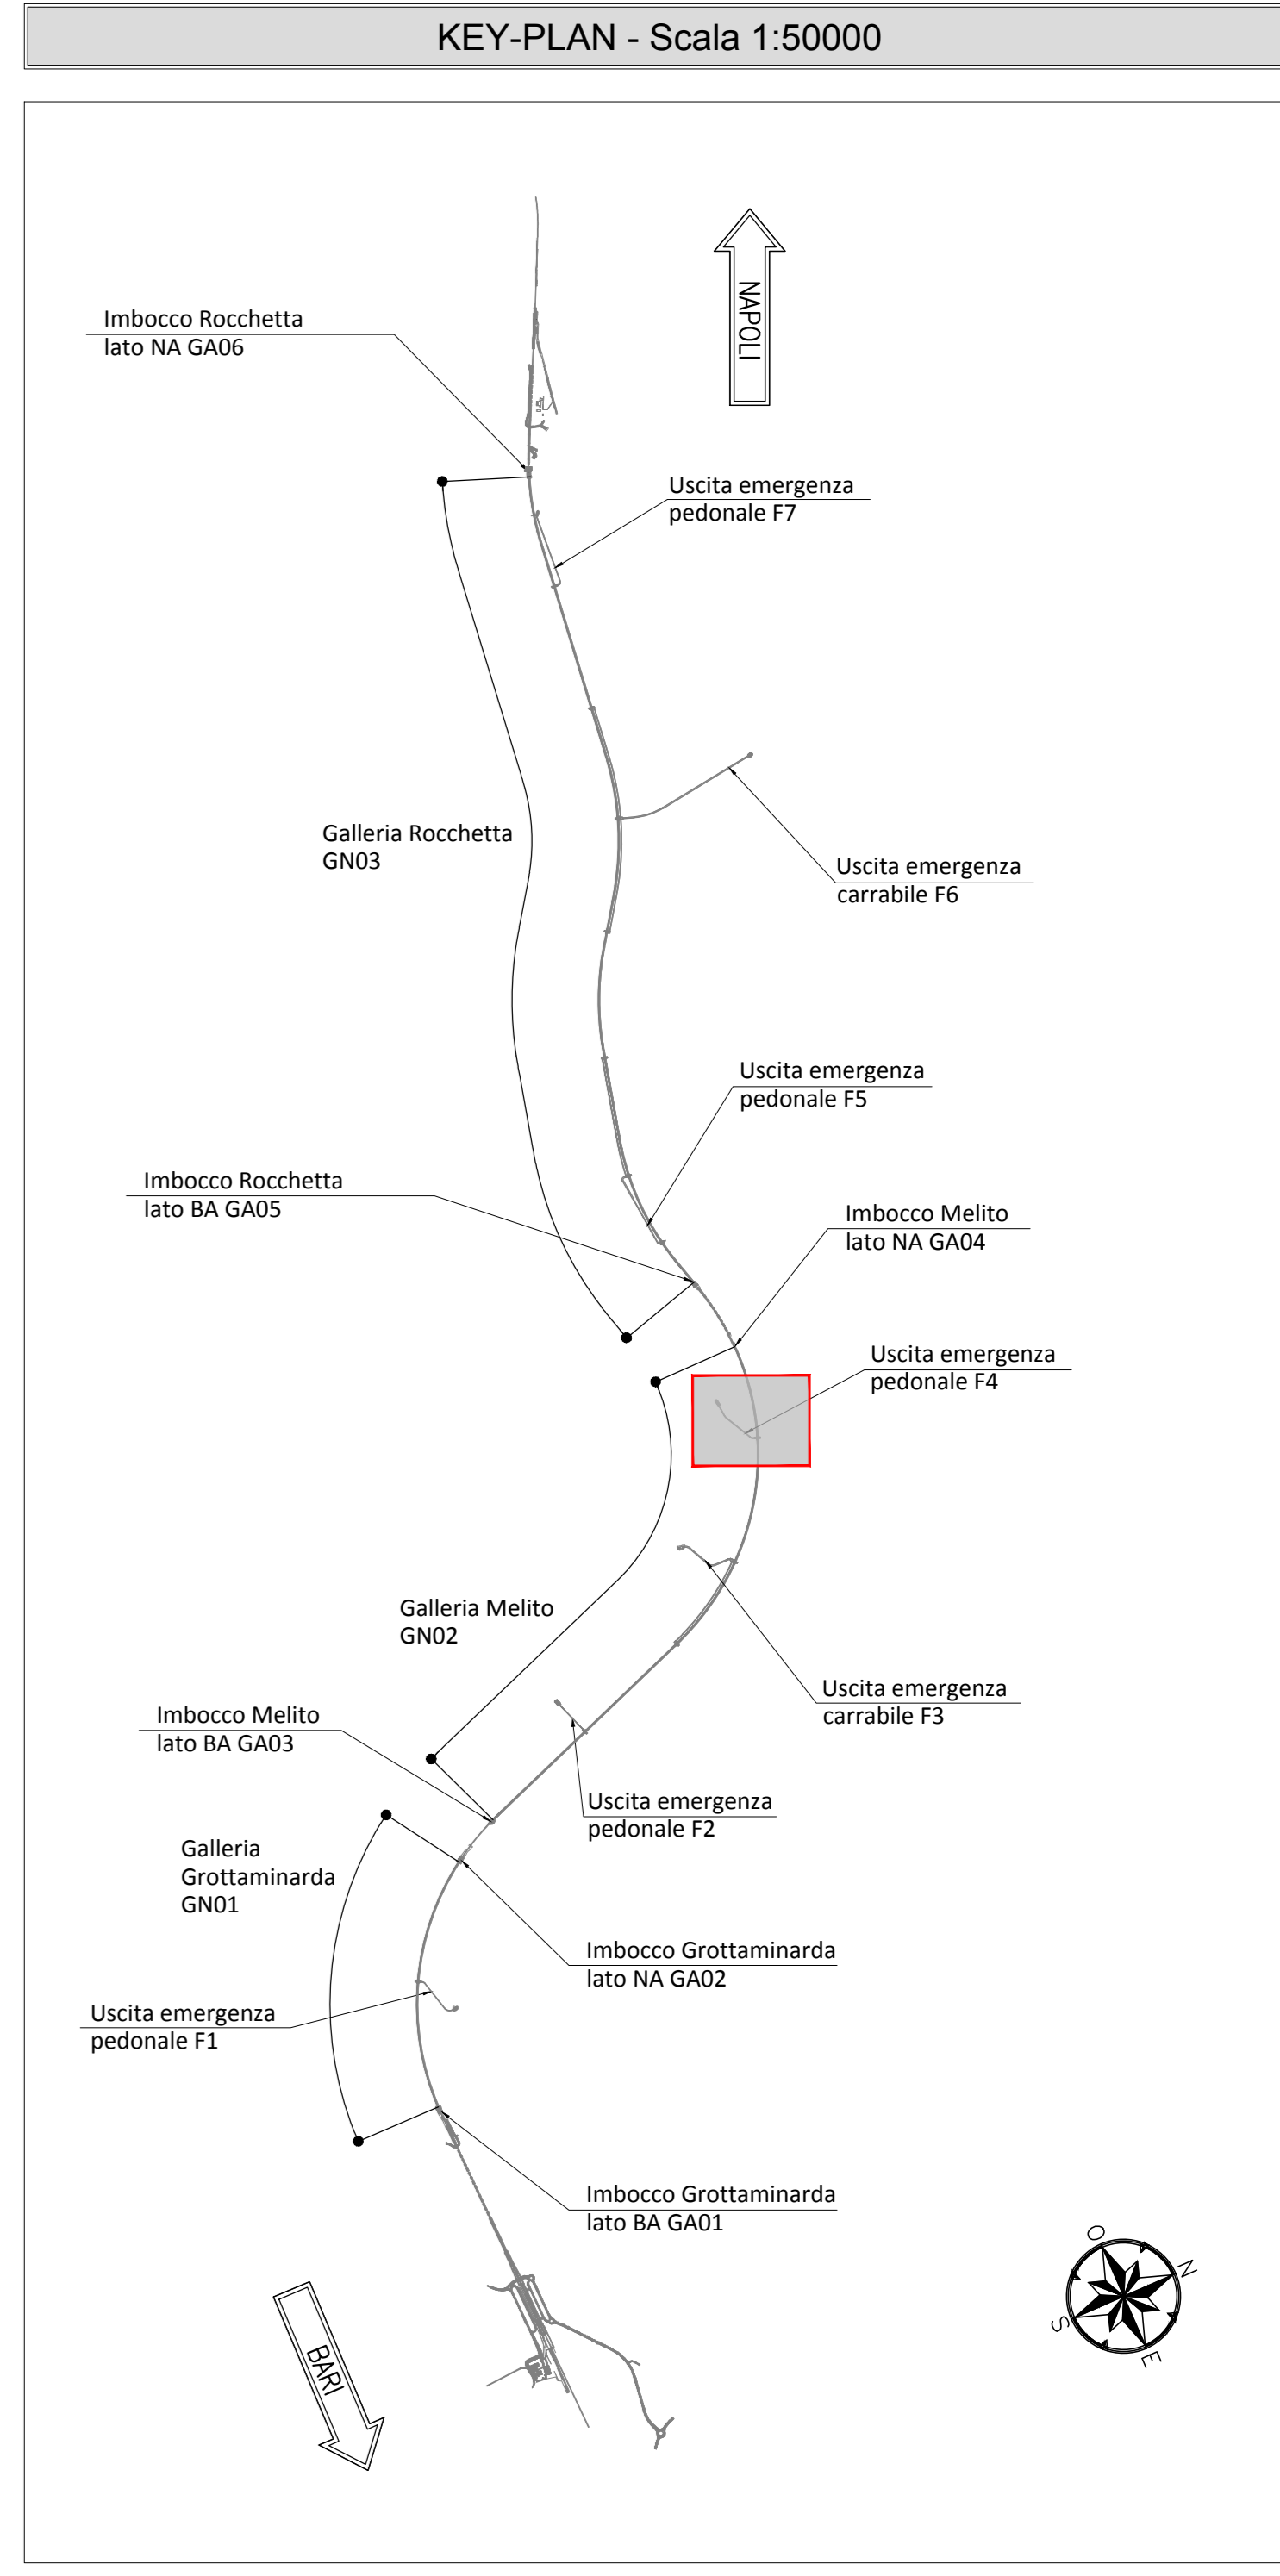 KEY-PLAN - Scala 1:50000
NAPOLI
Imbocco Rocchetta
lato NA GA06
Uscita emergenza
pedonale F7
Galleria Rocchetta
GN03
Uscita emergenza
carrabile F6
Uscita emergenza
pedonale F5
Imbocco Rocchetta
lato BA GA05
Imbocco Melito
lato NA GA04
Uscita emergenza
pedonale F4
Galleria Melito
GN02
Uscita emergenza
carrabile F3
Imbocco Melito
lato BA GA03
Uscita emergenza
pedonale F2
Galleria
Grottaminarda
GN01
Imbocco Grottaminarda
lato NA GA02
Uscita emergenza
pedonale F1
Imbocco Grottaminarda
lato BA GA01
O
N
S
E
BARI